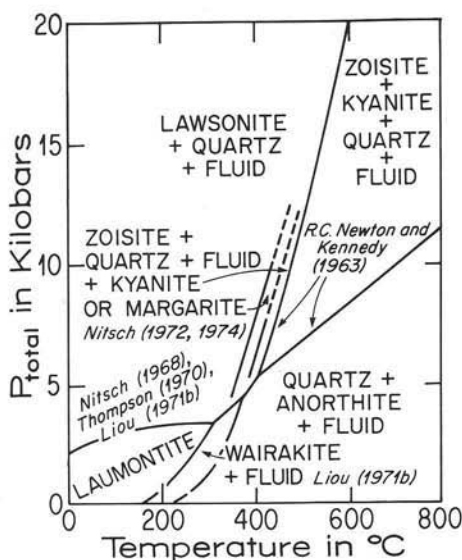 20
15
10
5
0
P total in Kilobars
LAWSONITE
+ QUARTZ
+ FLUID
ZOISITE
+
KYANITE
+
QUARTZ
+
FLUID
ZOISITE +
QUARTZ + FLUID
+ KYANITE
OR MARGARITE
Nitsch (1972, 1974)
R.C. Newton and
Kennedy
(1963)
Nitsch (1968),
Thompson (1970),
Liou (1971b)
LAUMONTITE
QUARTZ +
ANORTHITE
+ FLUID
WAIRAKITE
+ FLUID Liou (1971b)
0 200 400 600 800
Temperature in °C